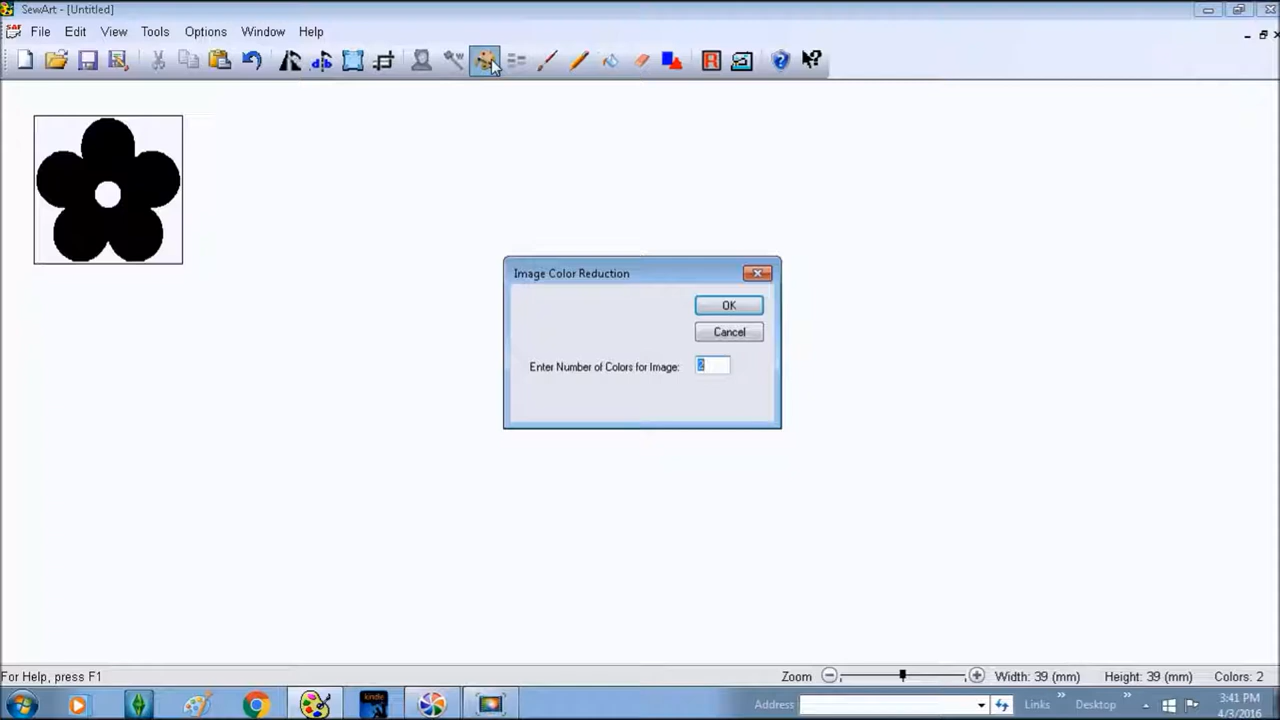 SewArt - [Untitled]
File Edit View Tools Options Window Help
R
Image Color Reduction
OK
Cancel
Enter Number of Colors for Image: 2
For Help, press F1
Zoom
Width: 39 (mm)
Height: 39 (mm)
Colors: 2
kindle
Address
Links
Desktop
3:41 PM
4/3/2016